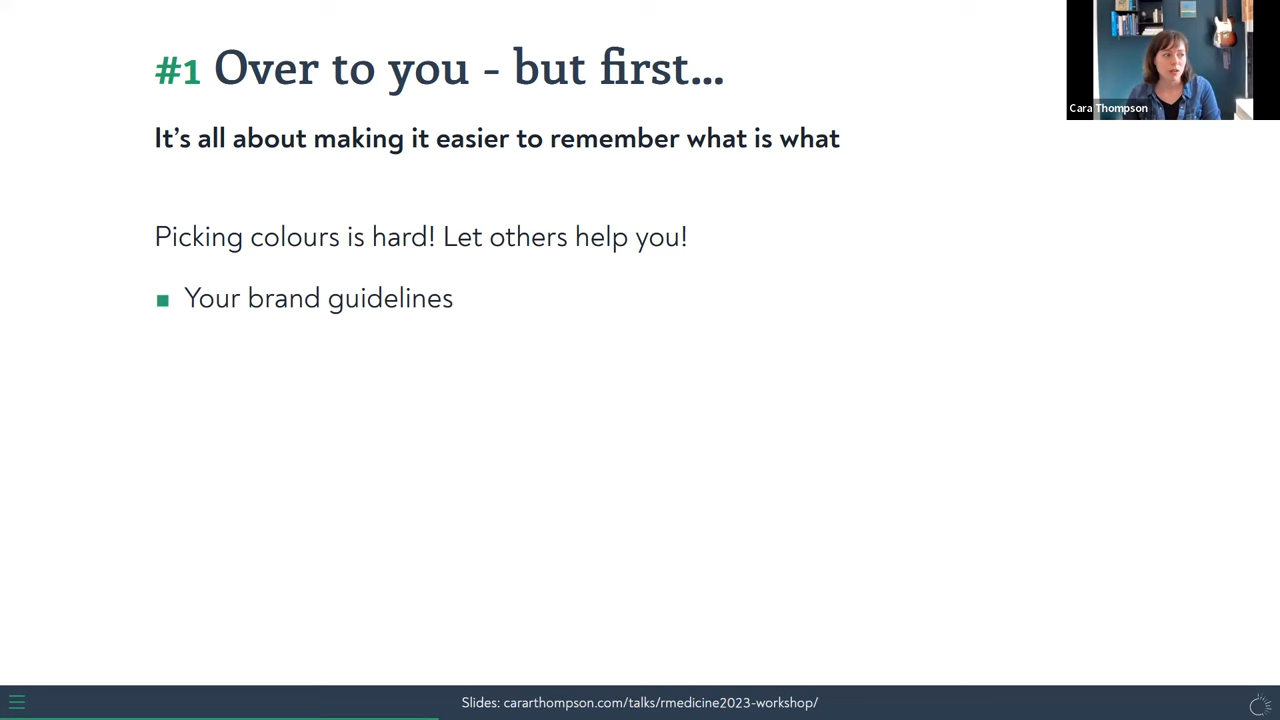 #1 Over to you - but first...
Cara Thompson
It's all about making it easier to remember what is what
Picking colours is hard! Let others help you!
Your brand guidelines
Slides: cararthompson.com/talks/rmedicine2023-workshop/